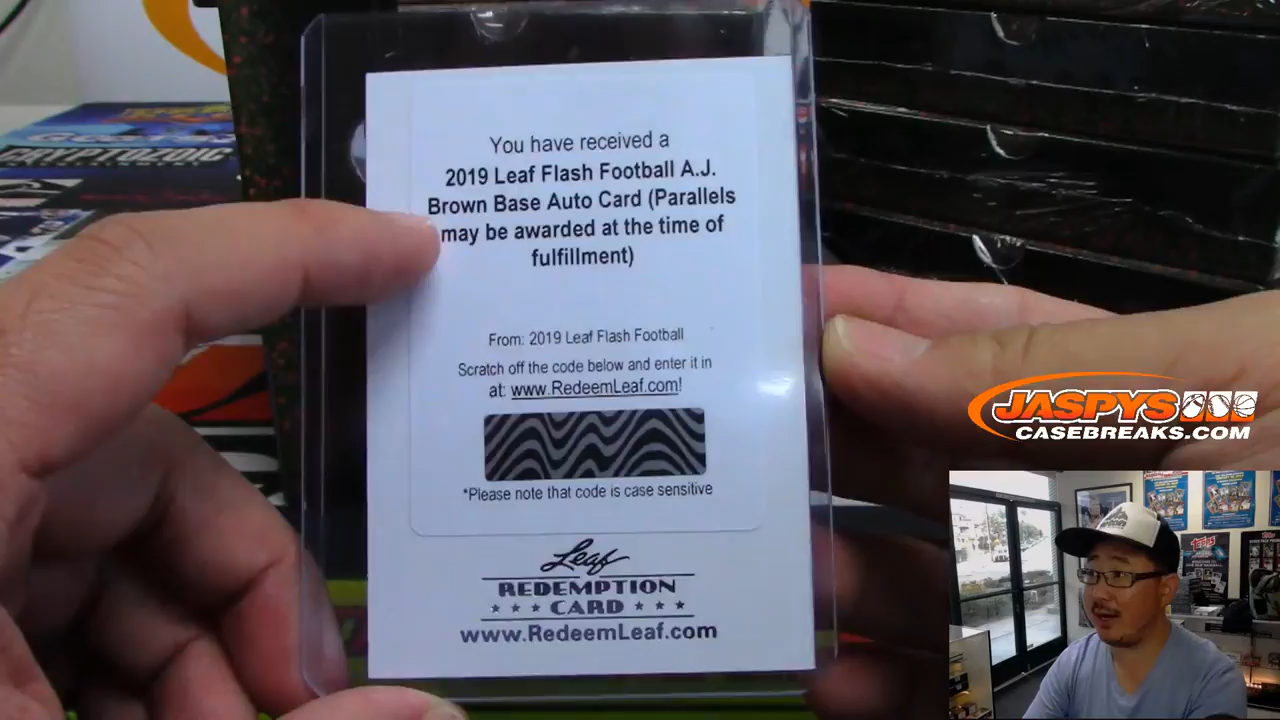 You have received a
2019 Leaf Flash Football A.J.
Brown Base Auto Card (Parallels
may be awarded at the time of
fulfillment)
From: 2019 Leaf Flash Football
Scratch off the code below and enter it in
at: www.RedeemLeaf.com!
*Please note that code is case sensitive
Leaf
REDEMPTION
CARD
www.RedeemLeaf.com
CRYPTOZOIC
JASPYS
CASEBREAKS.COM
TOPPS